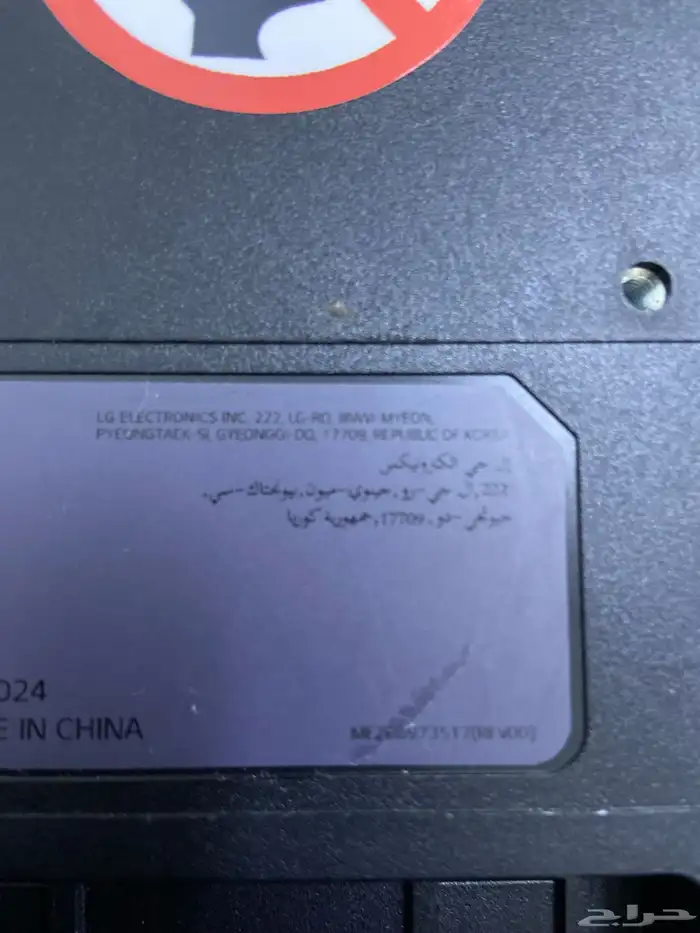 LG ELECTRONICS INC. 222, LG-RO, JINWI-MYEON,
PYEONGTAEK-SI, GYEONGGI-DO, 17709, REPUBLIC OF KOREA
إل جي الكترونيكس
222, إل جي-رو, جينوي-ميون, بيونغتاك-سي,
جيونجي-دو, 17709, جمهورية كوريا
024
E IN CHINA
(REV00)
حراج